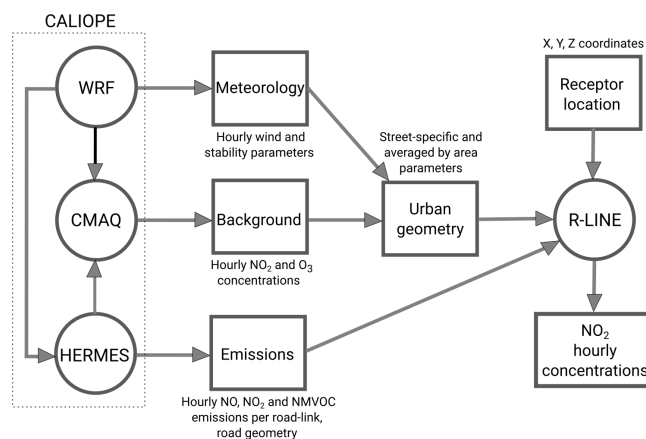 CALIOPE
WRF
Meteorology
Hourly wind and
stability parameters
X, Y, Z coordinates
Receptor
location
Street-specific and
averaged by area
parameters
CMAQ
Background
Hourly NO₂ and O₃
concentrations
Urban
geometry
R-LINE
HERMES
Emissions
Hourly NO, NO₂ and NMVOC
emissions per road-link,
road geometry
NO₂
hourly
concentrations